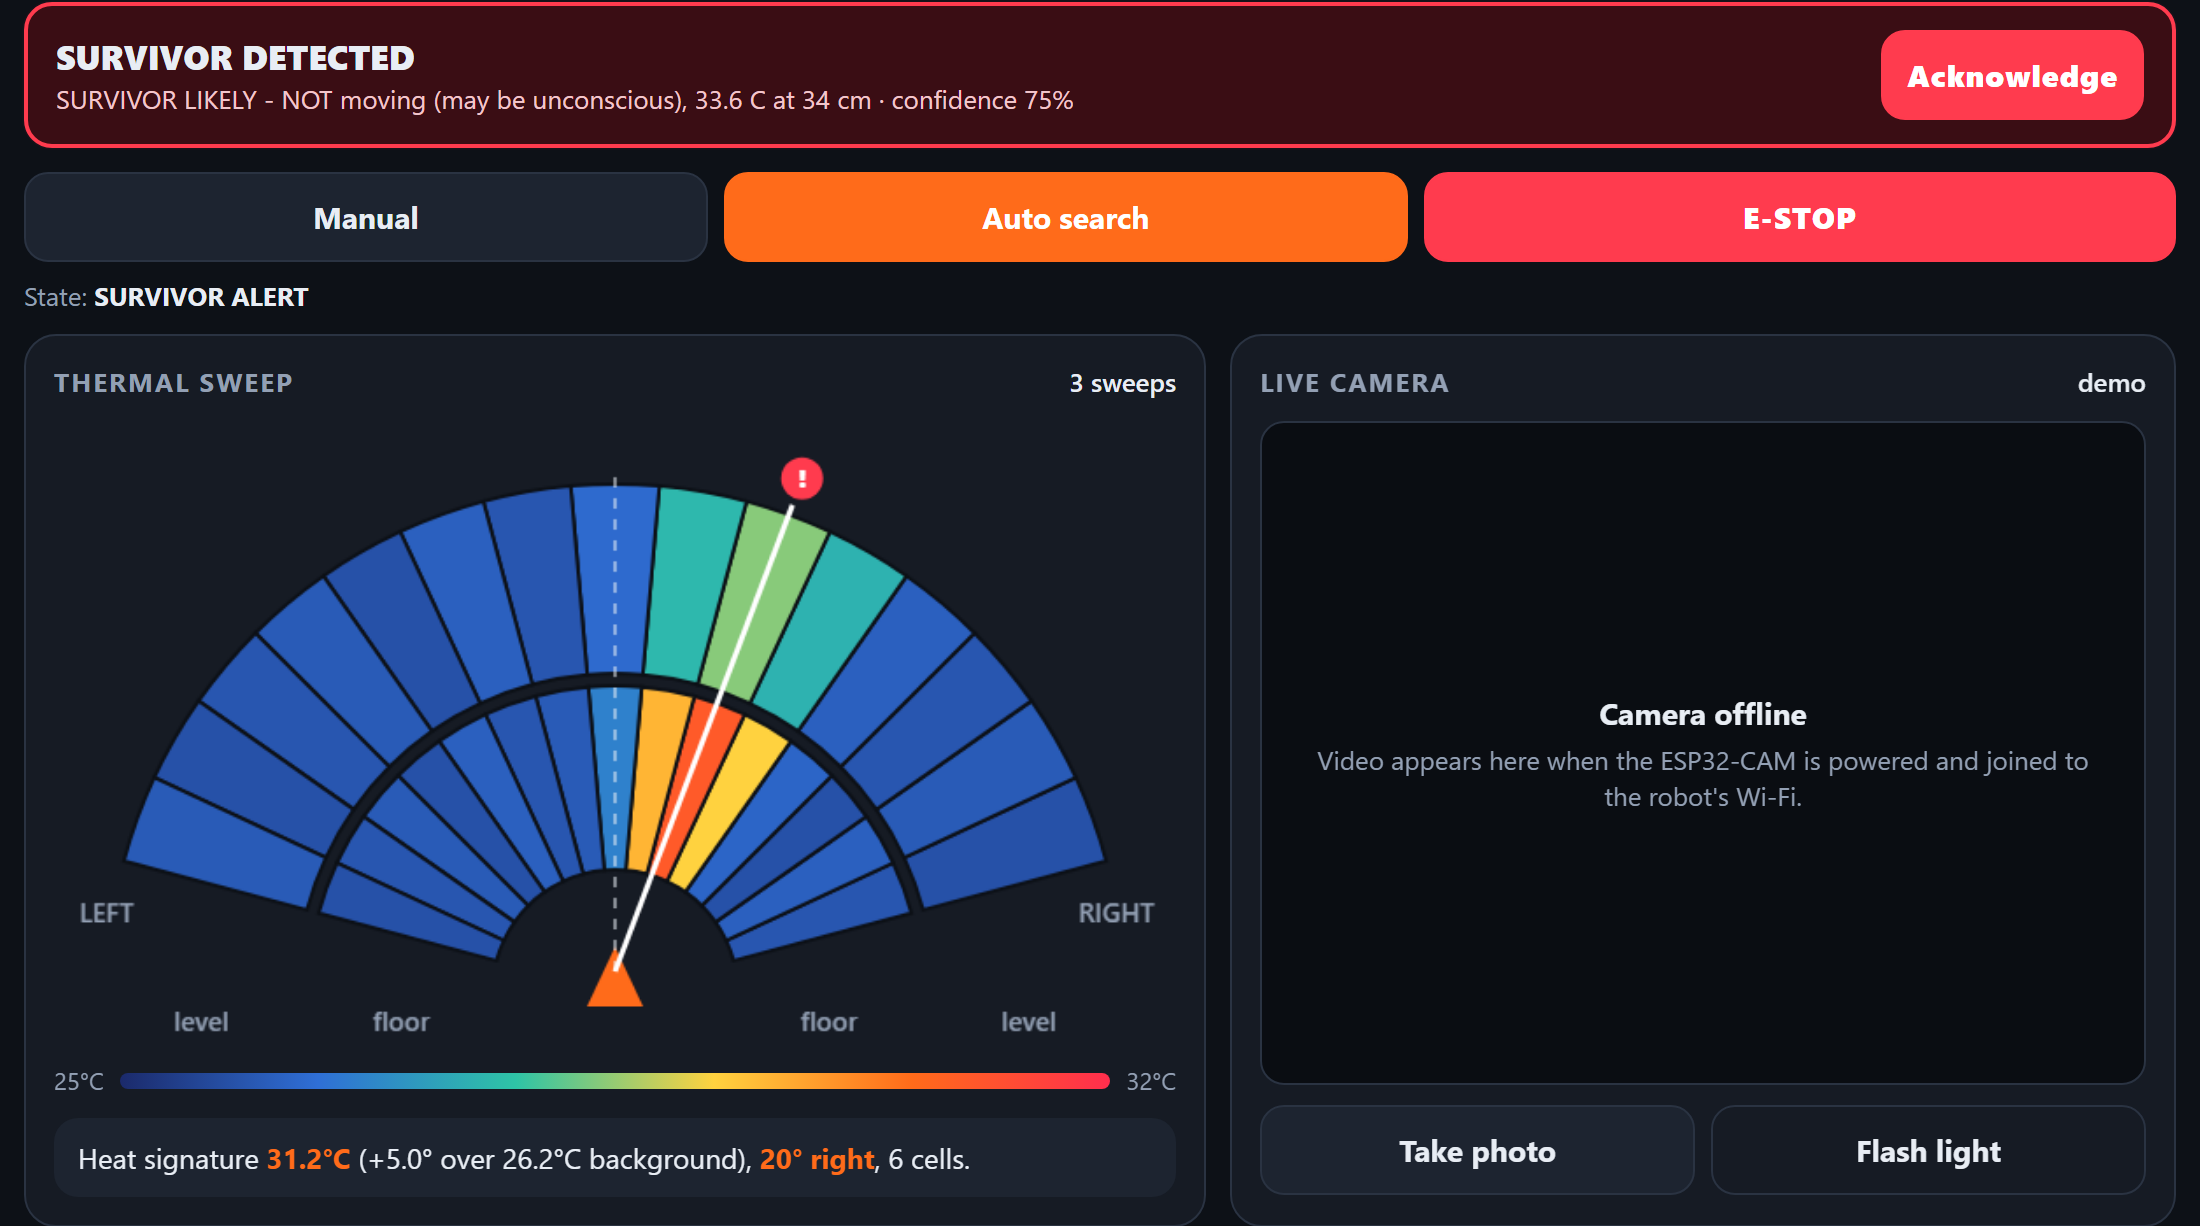 SURVIVOR DETECTED
SURVIVOR LIKELY - NOT moving (may be unconscious), 33.6 C at 34 cm · confidence 75%
Acknowledge
Manual
Auto search
E-STOP
State: SURVIVOR ALERT
THERMAL SWEEP
3 sweeps
!
LEFT
RIGHT
level
floor
floor
level
25°C
32°C
Heat signature 31.2°C (+5.0° over 26.2°C background), 20° right, 6 cells.
LIVE CAMERA
demo
Camera offline
Video appears here when the ESP32-CAM is powered and joined to
the robot's Wi-Fi.
Take photo
Flash light